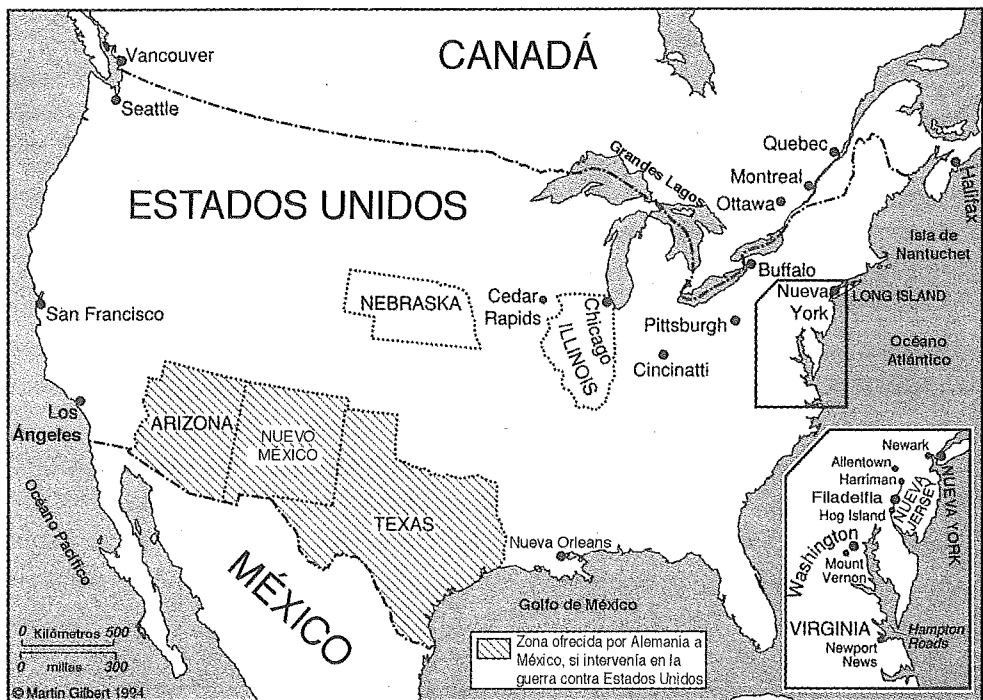 CANADÁ
Vancouver
Seattle
Quebec
Grandes Lagos
Montreal
Ottawa
Halifax
ESTADOS UNIDOS
Isla de
Nantuchet
Buffalo
NEBRASKA
Cedar
Rapids
Chicago
ILLINOIS
Nueva
York
LONG ISLAND
San Francisco
Pittsburgh
Cincinatti
Océano
Atlántico
Los
Ángeles
ARIZONA
NUEVO
MÉXICO
TEXAS
Océano Pacífico
MÉXICO
Nueva Orleans
Golfo de México
Newark
Allentown
Harriman
Filadelfia
Hog Island
NUEVA
JERSEY
NUEVA YORK
Washington
Mount
Vernon
VIRGINIA
Newport
News
Hampton
Roads
0 Kilómetros 500
0 millas 300
Zona ofrecida por Alemania a
México, si intervenía en la
guerra contra Estados Unidos
© Martin Gilbert 1994